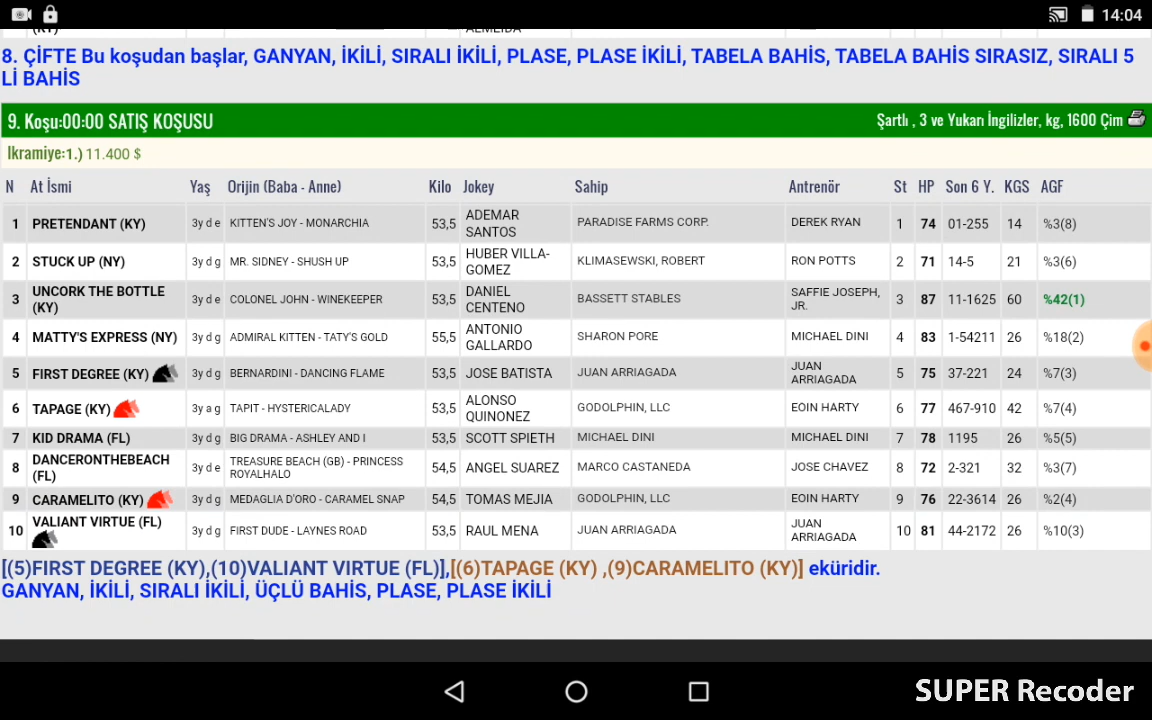 14:04
(KY) ALMEIDA
8. ÇİFTE Bu koşudan başlar, GANYAN, İKİLİ, SIRALI İKİLİ, PLASE, PLASE İKİLİ, TABELA BAHİS, TABELA BAHİS SIRASIZ, SIRALI 5
Lİ BAHİS
9. Koşu:00:00 SATIŞ KOŞUSU Şartlı , 3 ve Yukarı İngilizler, kg, 1600 Çim
Ikramiye:1.) 11.400 $
N At İsmi Yaş Orijin (Baba - Anne) Kilo Jokey Sahip Antrenör St HP Son 6 Y. KGS AGF
1 PRETENDANT (KY) 3y d e KITTEN'S JOY - MONARCHIA 53,5 ADEMAR SANTOS PARADISE FARMS CORP. DEREK RYAN 1 74 01-255 14 %3(8)
2 STUCK UP (NY) 3y d g MR. SIDNEY - SHUSH UP 53,5 HUBER VILLA-GOMEZ KLIMASEWSKI, ROBERT RON POTTS 2 71 14-5 21 %3(6)
3 UNCORK THE BOTTLE (KY) 3y d e COLONEL JOHN - WINEKEEPER 53,5 DANIEL CENTENO BASSETT STABLES SAFFIE JOSEPH, JR. 3 87 11-1625 60 %42(1)
4 MATTY'S EXPRESS (NY) 3y d g ADMIRAL KITTEN - TATY'S GOLD 55,5 ANTONIO GALLARDO SHARON PORE MICHAEL DINI 4 83 1-54211 26 %18(2)
5 FIRST DEGREE (KY) 3y d g BERNARDINI - DANCING FLAME 53,5 JOSE BATISTA JUAN ARRIAGADA JUAN ARRIAGADA 5 75 37-221 24 %7(3)
6 TAPAGE (KY) 3y a g TAPIT - HYSTERICALADY 53,5 ALONSO QUINONEZ GODOLPHIN, LLC EOIN HARTY 6 77 467-910 42 %7(4)
7 KID DRAMA (FL) 3y d g BIG DRAMA - ASHLEY AND I 53,5 SCOTT SPIETH MICHAEL DINI MICHAEL DINI 7 78 1195 26 %5(5)
8 DANCERONTHEBEACH (FL) 3y d e TREASURE BEACH (GB) - PRINCESS ROYALHALO 54,5 ANGEL SUAREZ MARCO CASTANEDA JOSE CHAVEZ 8 72 2-321 32 %3(7)
9 CARAMELITO (KY) 3y d g MEDAGLIA D'ORO - CARAMEL SNAP 54,5 TOMAS MEJIA GODOLPHIN, LLC EOIN HARTY 9 76 22-3614 26 %2(4)
10 VALIANT VIRTUE (FL) 3y d g FIRST DUDE - LAYNES ROAD 53,5 RAUL MENA JUAN ARRIAGADA JUAN ARRIAGADA 10 81 44-2172 26 %10(3)
[(5)FIRST DEGREE (KY),(10)VALIANT VIRTUE (FL)],[(6)TAPAGE (KY) ,(9)CARAMELITO (KY)] eküridir.
GANYAN, İKİLİ, SIRALI İKİLİ, ÜÇLÜ BAHİS, PLASE, PLASE İKİLİ
SUPER Recoder